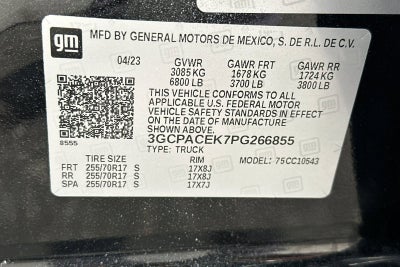 gm
MFD BY GENERAL MOTORS DE MEXICO, S. DE R.L. DE C.V.
04/23 GVWR GAWR FRT GAWR RR
3085 KG 1678 KG 1724 KG
6800 LB 3700 LB 3800 LB
THIS VEHICLE CONFORMS TO ALL
APPLICABLE U.S. FEDERAL MOTOR
VEHICLE SAFETY STANDARDS IN EFFECT
ON THE DATE OF MANUFACTURE
SHOWN ABOVE.
8555 3GCPACEK7PG266855
TYPE: TRUCK
TIRE SIZE RIM MODEL: 75CC10543
FRT 255/70R17 S 17X8J
RR 255/70R17 S 17X8J
SPA 255/70R17 S 17X7J